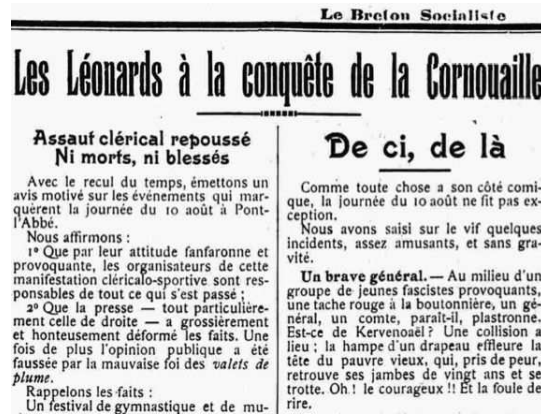 Le Breton Socialiste
Les Léonards à la conquête de la Cornouaille
Assaut clérical repoussé
Ni morts, ni blessés
Avec le recul du temps, émettons un
avis motivé sur les événements qui mar-
quèrent la journée du 10 août à Pont-
l'Abbé.
Nous affirmons :
1º Que par leur attitude fanfaronne et
provoquante, les organisateurs de cette
manifestation cléricalo-sportive sont res-
ponsables de tout ce qui s'est passé ;
2º Que la presse — tout particulière-
ment celle de droite — a grossièrement
et honteusement déformé les faits. Une
fois de plus l'opinion publique a été
faussée par la mauvaise foi des valets de
plume.
Rappelons les faits :
Un festival de gymnastique et de mu-
De ci, de là
Comme toute chose a son côté comi-
que, la journée du 10 août ne fit pas ex-
ception.
Nous avons saisi sur le vif quelques
incidents, assez amusants, et sans gra-
vité.
Un brave général. — Au milieu d'un
groupe de jeunes fascistes provoquants,
une tache rouge à la boutonnière, un gé-
néral, un comte, paraît-il, plastronne.
Est-ce de Kervenoaël ? Une collision a
lieu ; la hampe d'un drapeau effleure la
tête du pauvre vieux, qui, pris de peur,
retrouve ses jambes de vingt ans et se
trotte. Oh ! le courageux !! Et la foule de
rire.